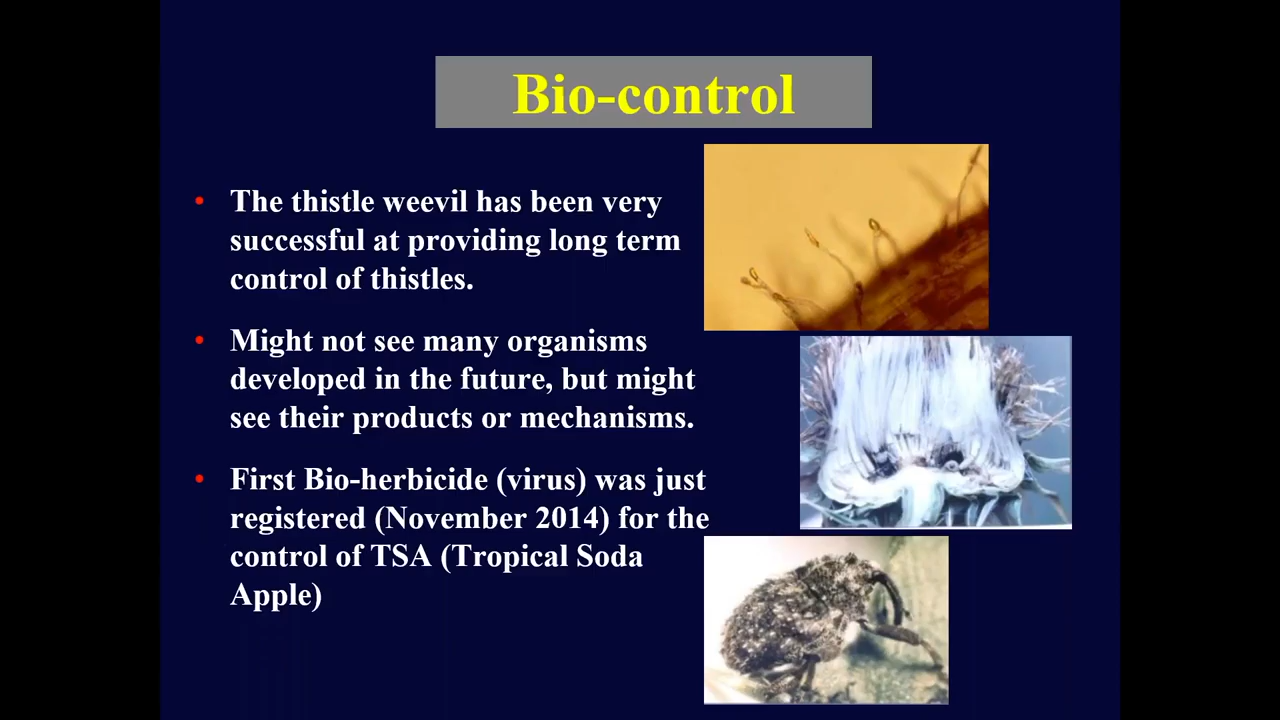 Bio-control
• The thistle weevil has been very
successful at providing long term
control of thistles.
• Might not see many organisms
developed in the future, but might
see their products or mechanisms.
• First Bio-herbicide (virus) was just
registered (November 2014) for the
control of TSA (Tropical Soda
Apple)